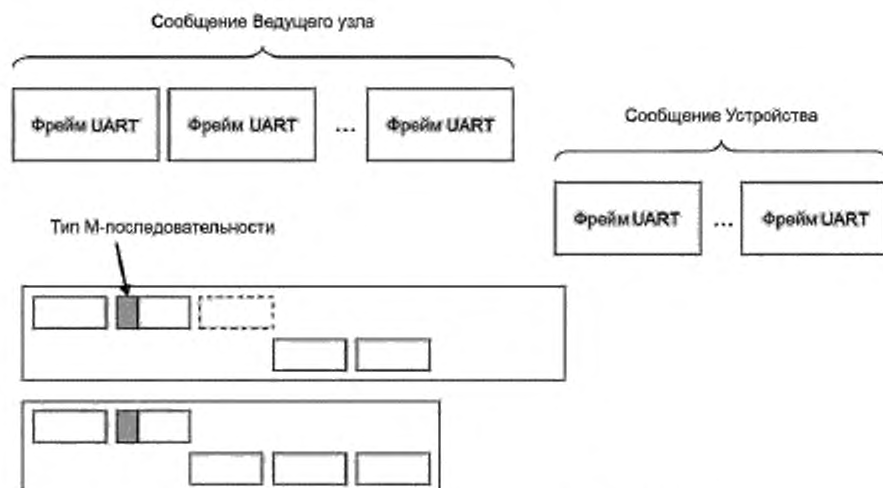 Сообщение Ведущего узла
Фрейм UART Фрейм UART ... Фрейм UART
Сообщение Устройства
Фрейм UART ... Фрейм UART
Тип М-последовательности